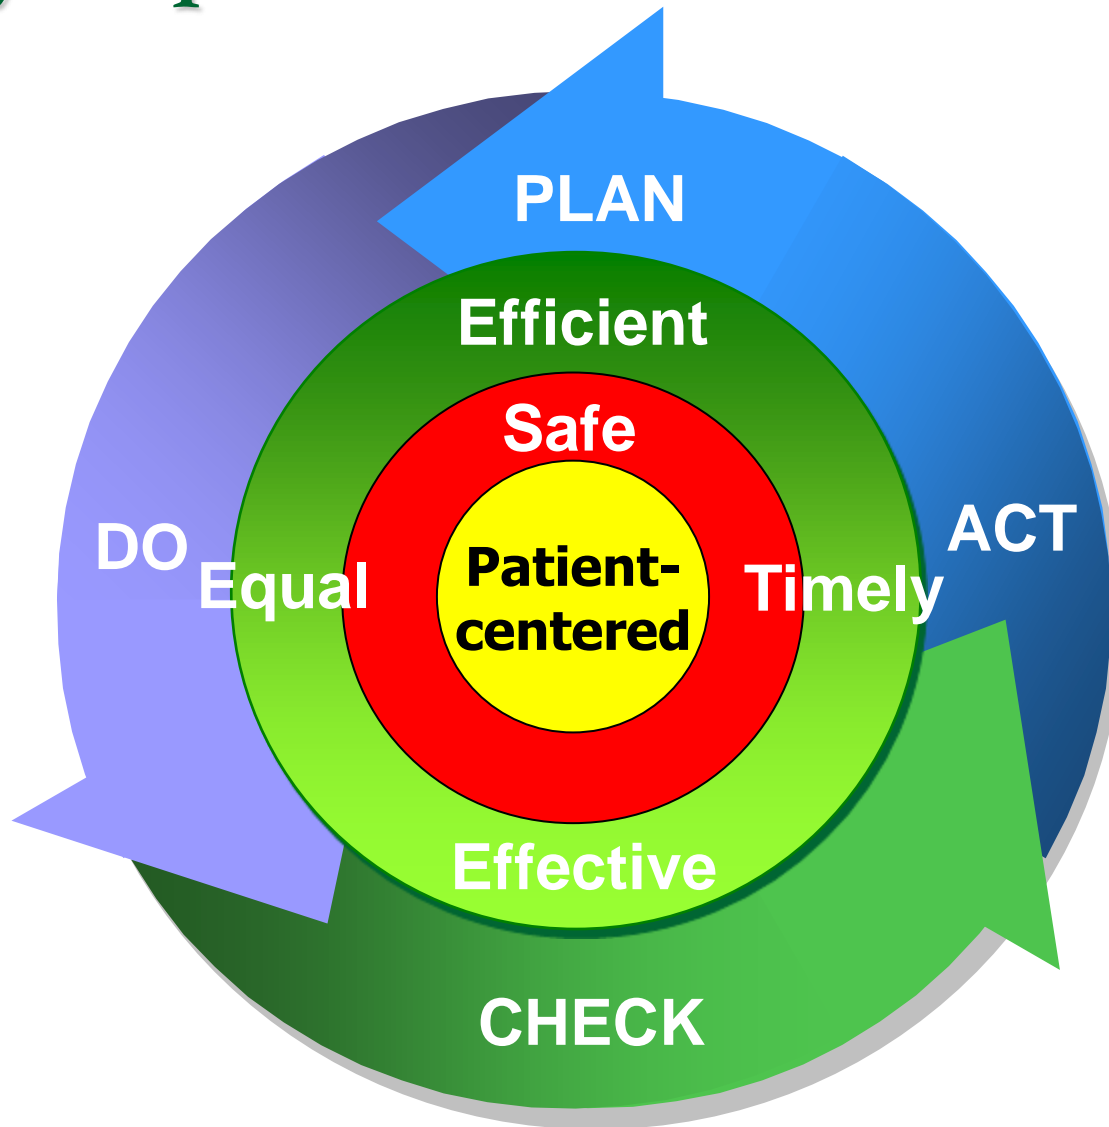 PLAN
Efficient
Safe
DO
ACT
Equal
Patient-
centered
Timely
Effective
CHECK